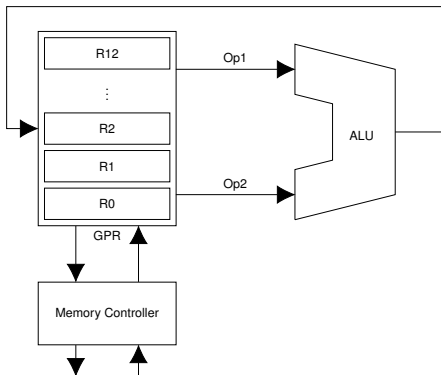 R12
Op1
⋮
R2
ALU
R1
R0
Op2
GPR
Memory Controller